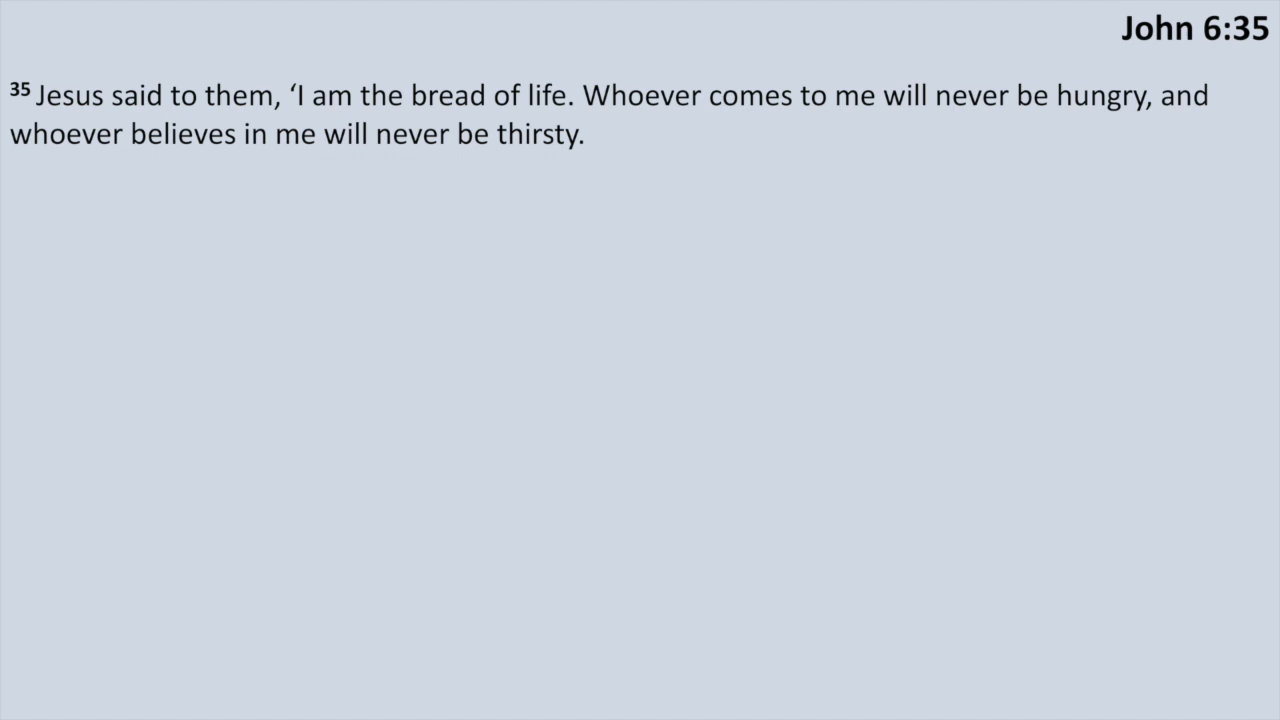 John 6:35
35 Jesus said to them, ‘I am the bread of life. Whoever comes to me will never be hungry, and
whoever believes in me will never be thirsty.